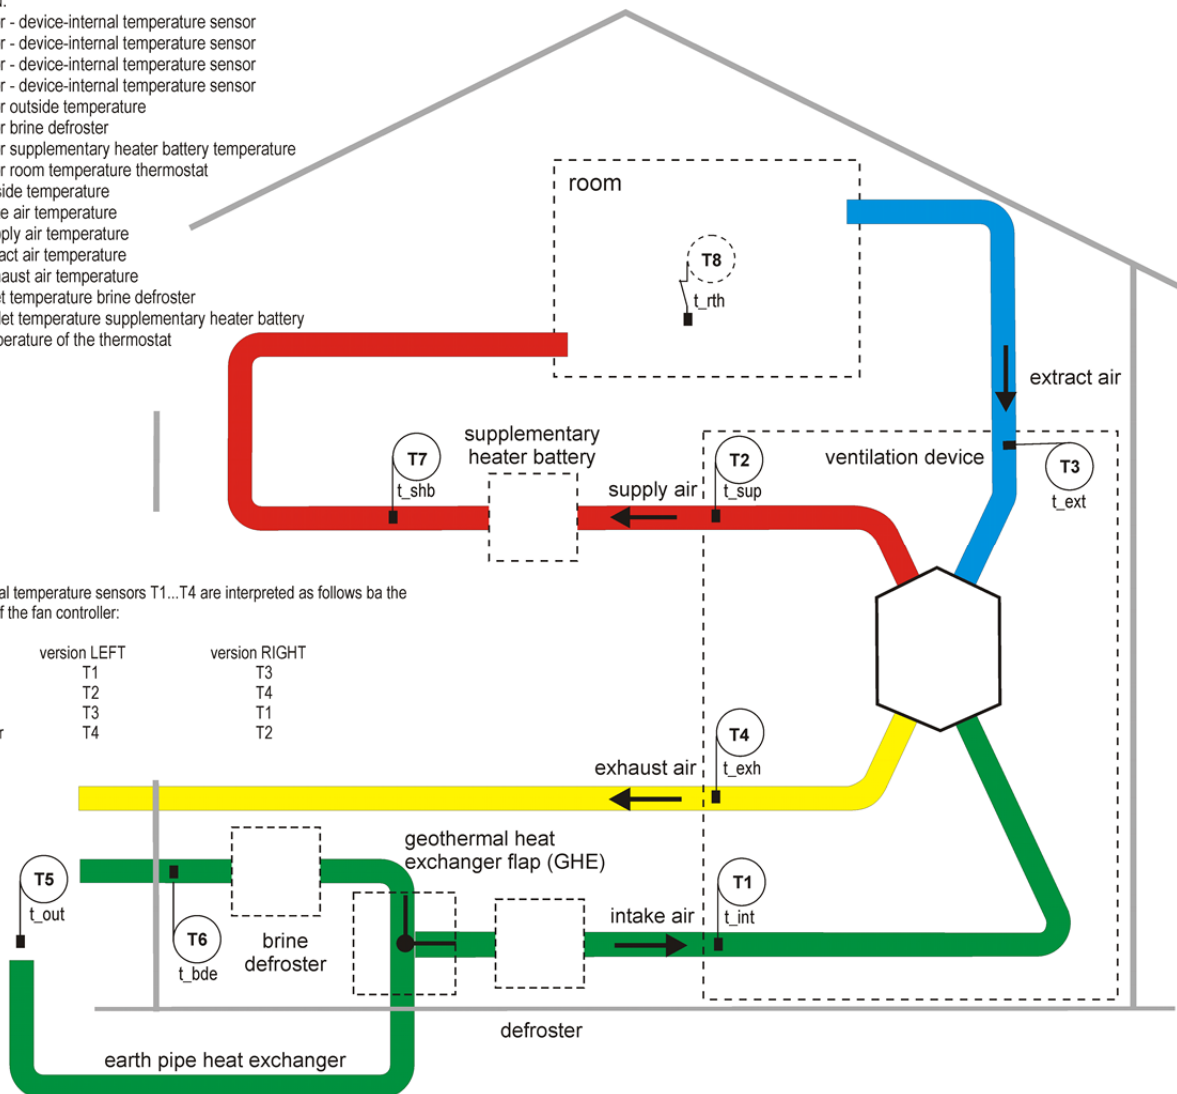 r - device-internal temperature sensor
r - device-internal temperature sensor
r - device-internal temperature sensor
r - device-internal temperature sensor
r outside temperature
r brine defroster
r supplementary heater battery temperature
r room temperature thermostat
side temperature
e air temperature
pply air temperature
act air temperature
haust air temperature
et temperature brine defroster
let temperature supplementary heater battery
perature of the thermostat
room
T8
t_rth
extract air
supplementary
heater battery
T7
t_shb
supply air
T2
t_sup
ventilation device
T3
t_ext
al temperature sensors T1...T4 are interpreted as follows ba the
f the fan controller:
version LEFT version RIGHT
T1 T3
T2 T4
T3 T1
r T4 T2
T4
t_exh
exhaust air
geothermal heat
exchanger flap (GHE)
T5
t_out
T6
t_bde
brine
defroster
intake air
T1
t_int
defroster
earth pipe heat exchanger